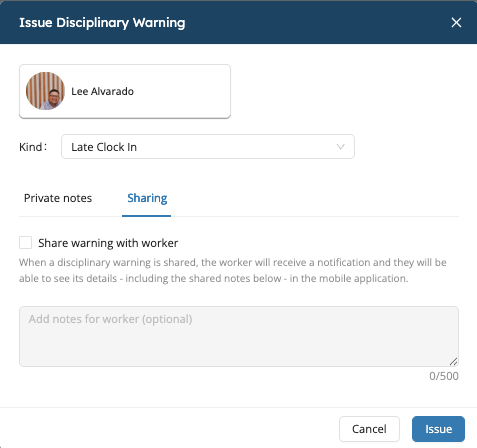 Issue Disciplinary Warning
Lee Alvarado
Kind:
Late Clock In
Private notes
Sharing
Share warning with worker
When a disciplinary warning is shared, the worker will receive a notification and they will be
able to see its details - including the shared notes below - in the mobile application.
Add notes for worker (optional)
0/500
Cancel
Issue